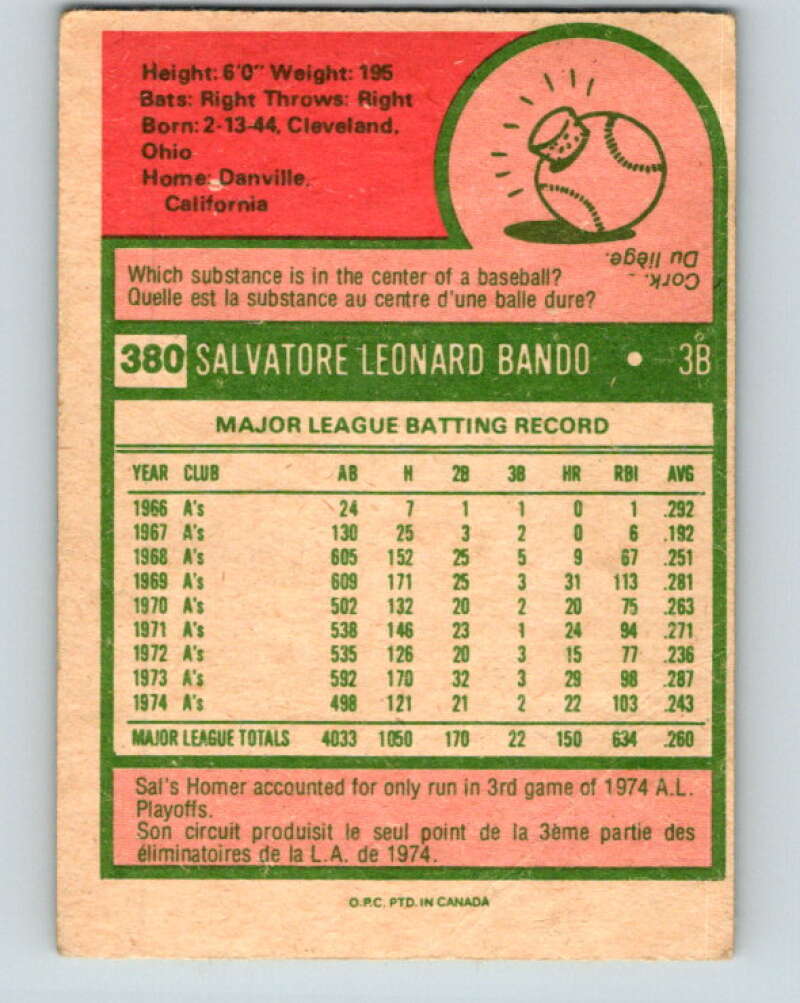 Height: 6'0" Weight: 195
Bats: Right Throws: Right
Born: 2-13-44, Cleveland,
Ohio
Home: Danville,
California
Cork.
Du liège.
Which substance is in the center of a baseball?
Quelle est la substance au centre d'une balle dure?
380 SALVATORE LEONARD BANDO • 3B
MAJOR LEAGUE BATTING RECORD
YEAR CLUB AB H 2B 3B HR RBI AVG
1966 A's 24 7 1 1 0 1 .292
1967 A's 130 25 3 2 0 6 .192
1968 A's 605 152 25 5 9 67 .251
1969 A's 609 171 25 3 31 113 .281
1970 A's 502 132 20 2 20 75 .263
1971 A's 538 146 23 1 24 94 .271
1972 A's 535 126 20 3 15 77 .236
1973 A's 592 170 32 3 29 98 .287
1974 A's 498 121 21 2 22 103 .243
MAJOR LEAGUE TOTALS 4033 1050 170 22 150 634 .260
Sal's Homer accounted for only run in 3rd game of 1974 A.L.
Playoffs.
Son circuit produisit le seul point de la 3ème partie des
éliminatoires de la L.A. de 1974.
O.P.C. PTD. IN CANADA